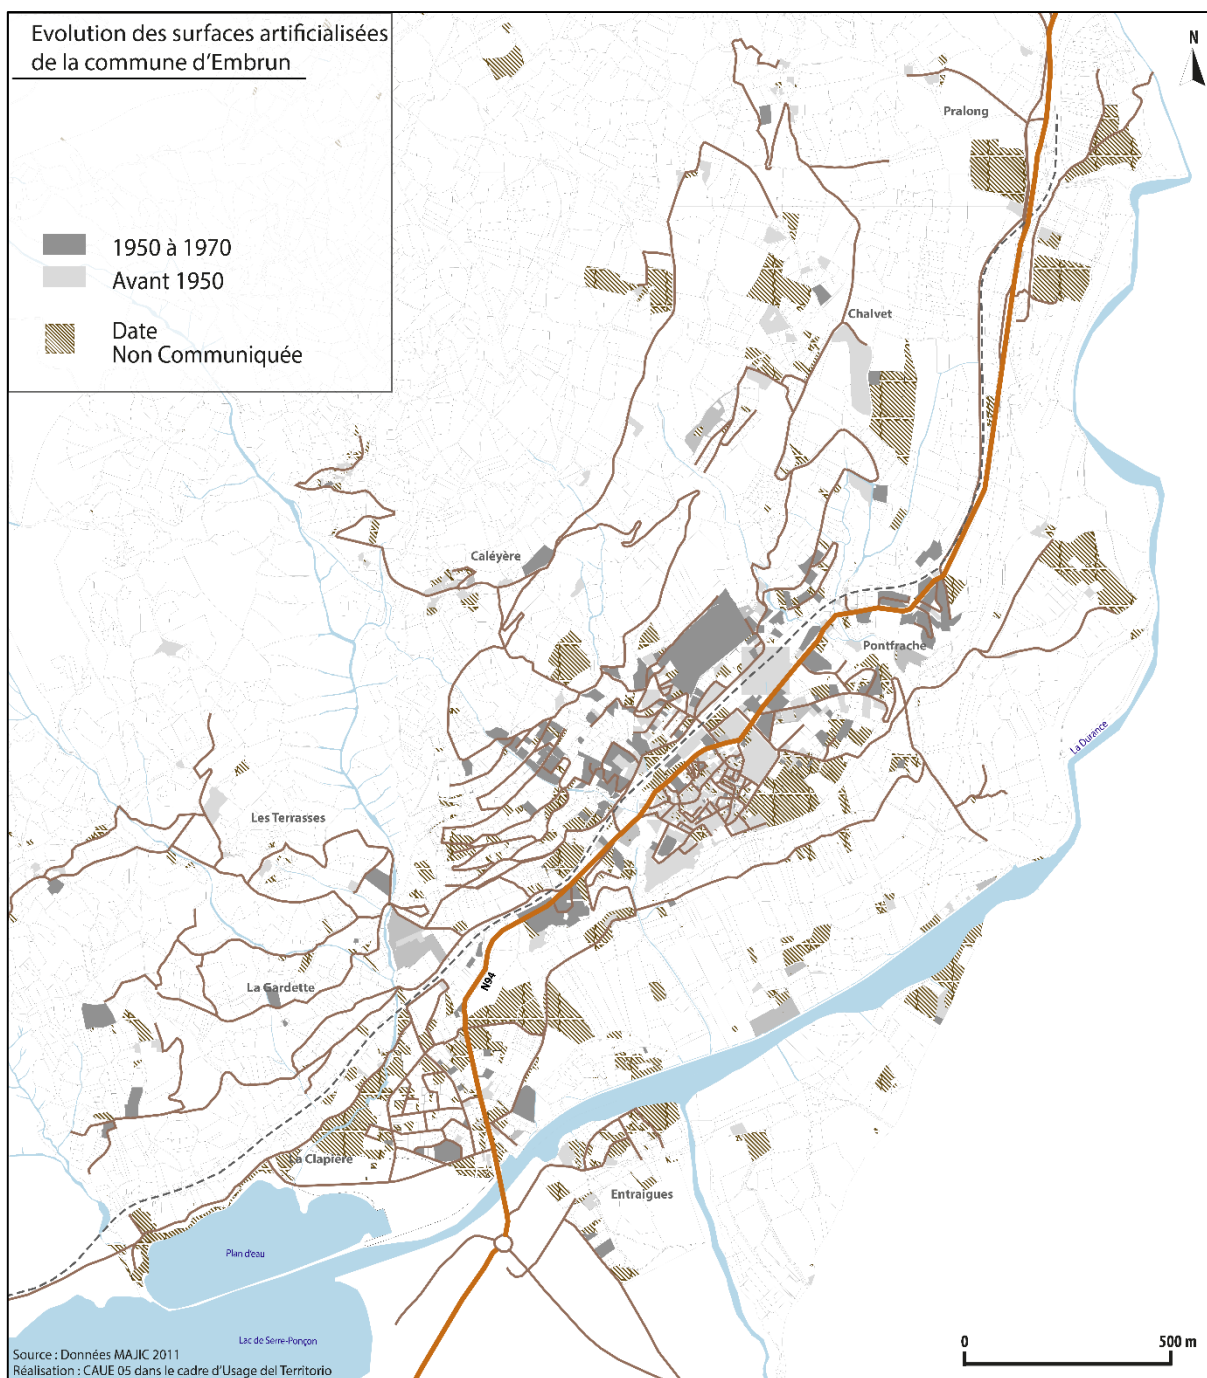 Evolution des surfaces artificialisées
de la commune d'Embrun
1950 à 1970
Avant 1950
Date
Non Communiquée
N
Pralong
Chalvet
Caléyère
Pontfrache
La Durance
Les Terrasses
La Gardette
N94
La Clapière
Entraigues
Plan d'eau
Lac de Serre-Ponçon
Source : Données MAJIC 2011
Réalisation : CAUE 05 dans le cadre d'Usage del Territorio
0 500 m